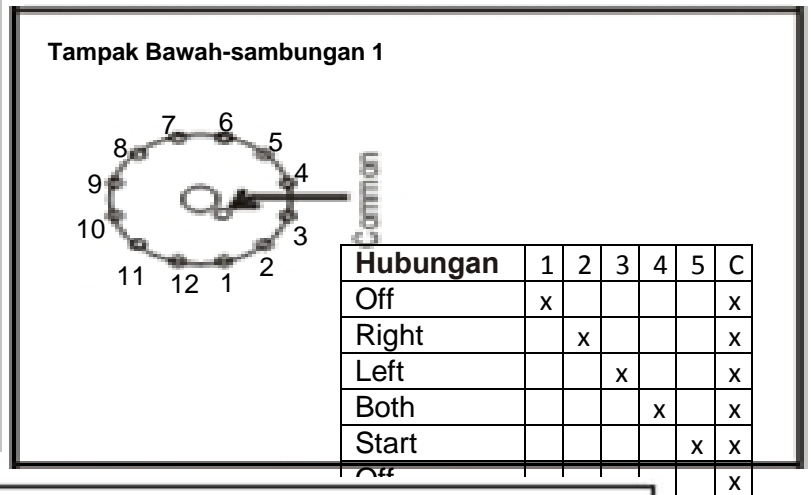 Tampak Bawah-sambungan 1
7 6
8 5
9 4
10 3
11 12 1 2
Common
Hubungan 1 2 3 4 5 C
Off x x
Right x x
Left x x
Both x x
Start x x
Off x